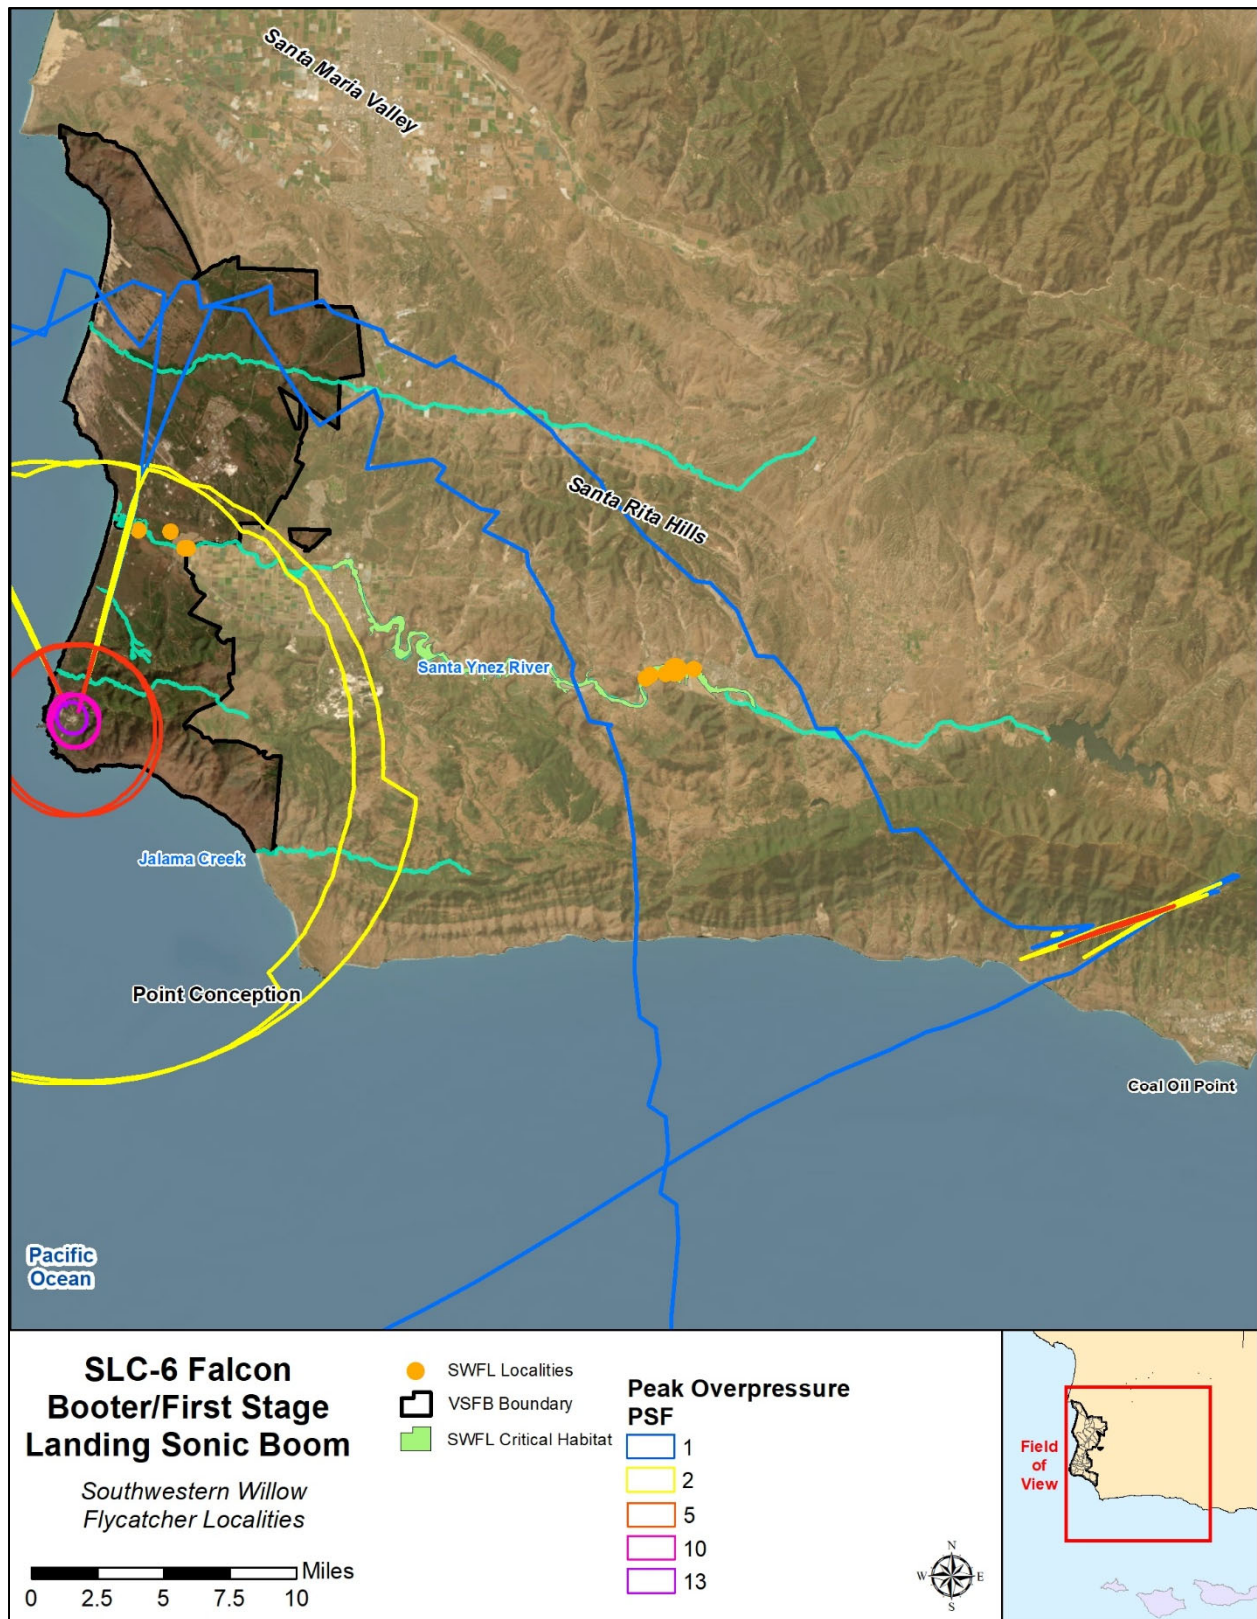 Santa Maria Valley
Santa Rita Hills
Santa Ynez River
Jalama Creek
Point Conception
Coal Oil Point
Pacific
Ocean
SLC-6 Falcon
Booter/First Stage
Landing Sonic Boom
Southwestern Willow
Flycatcher Localities
Miles
0 2.5 5 7.5 10
SWFL Localities
VSFB Boundary
SWFL Critical Habitat
Peak Overpressure
PSF
1
2
5
10
13
N
W E
S
Field
of
View